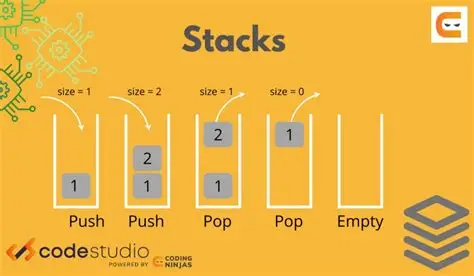 Stacks
size = 1 size = 2 size = 1 size = 0
2 1
2
1 1 1
Push Push Pop Pop Empty
codestudio
POWERED BY CODING NINJAS